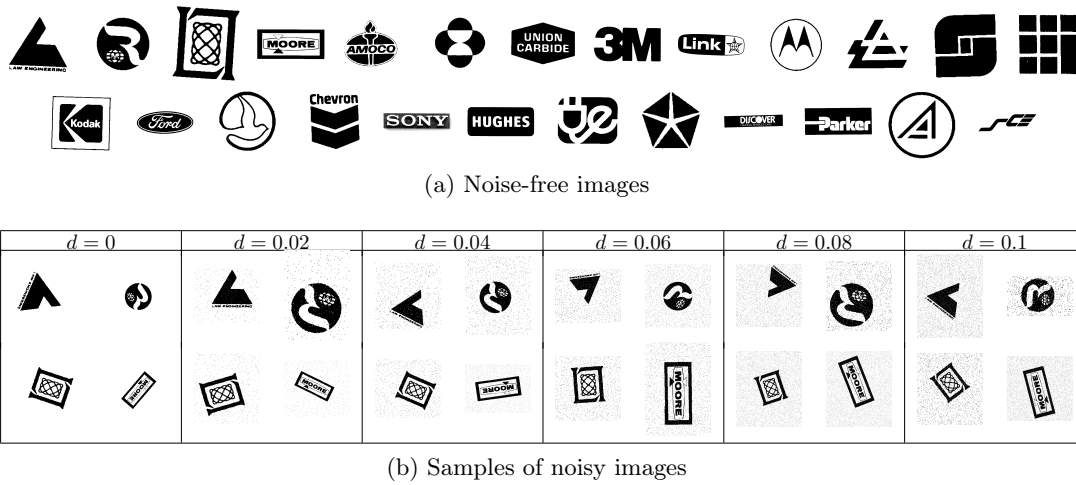 LAW ENGINEERING
MOORE
AMOCO
UNION
CARBIDE
3M
Link
Kodak
Ford
Chevron
SONY
HUGHES
DISCOVER
Parker
SCE
(a) Noise-free images
d = 0 d = 0.02 d = 0.04 d = 0.06 d = 0.08 d = 0.1
LAW ENGINEERING
MOORE MOORE MOORE MOORE MOORE MOORE
(b) Samples of noisy images